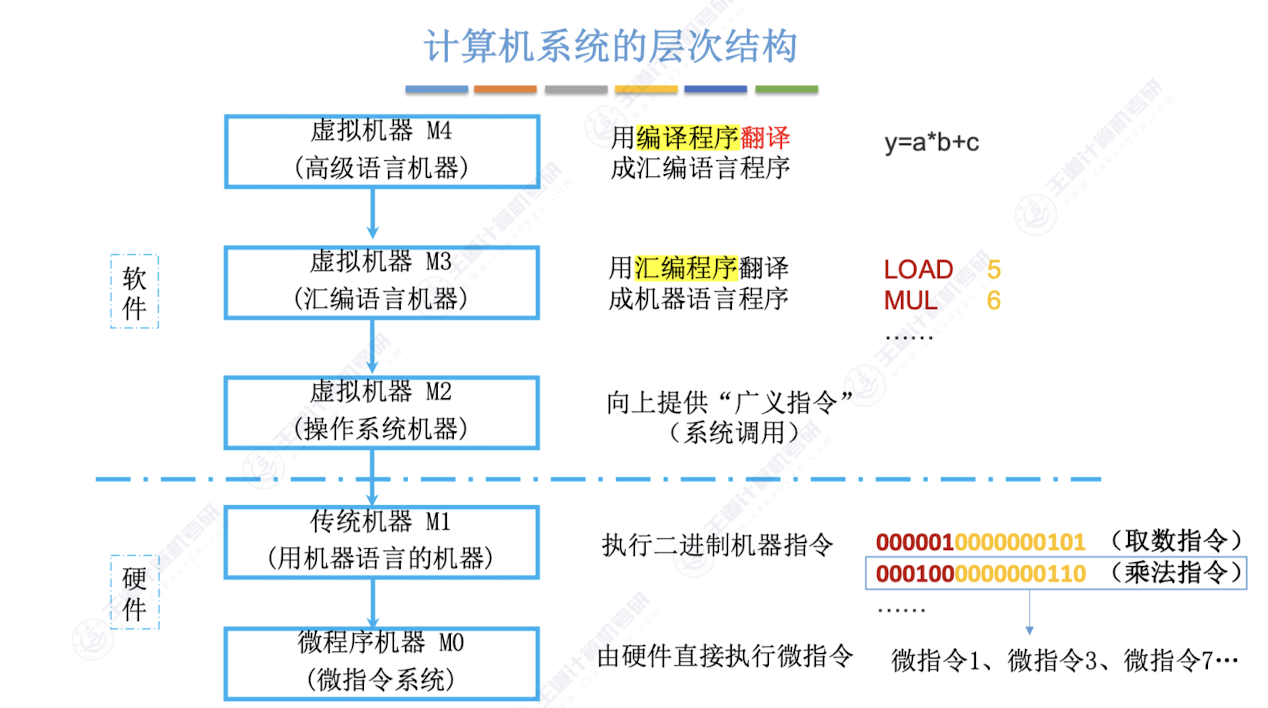 计算机系统的层次结构
虚拟机器 M4
(高级语言机器)
用编译程序翻译
成汇编语言程序
y=a*b+c
虚拟机器 M3
(汇编语言机器)
用汇编程序翻译
成机器语言程序
LOAD 5
MUL 6
……
软件
虚拟机器 M2
(操作系统机器)
向上提供“广义指令”
（系统调用）
传统机器 M1
(用机器语言的机器)
执行二进制机器指令
0000010000000101 （取数指令）
0001000000000110 （乘法指令）
……
硬件
微程序机器 M0
(微指令系统)
由硬件直接执行微指令
微指令1、微指令3、微指令7…
王道计算机考研